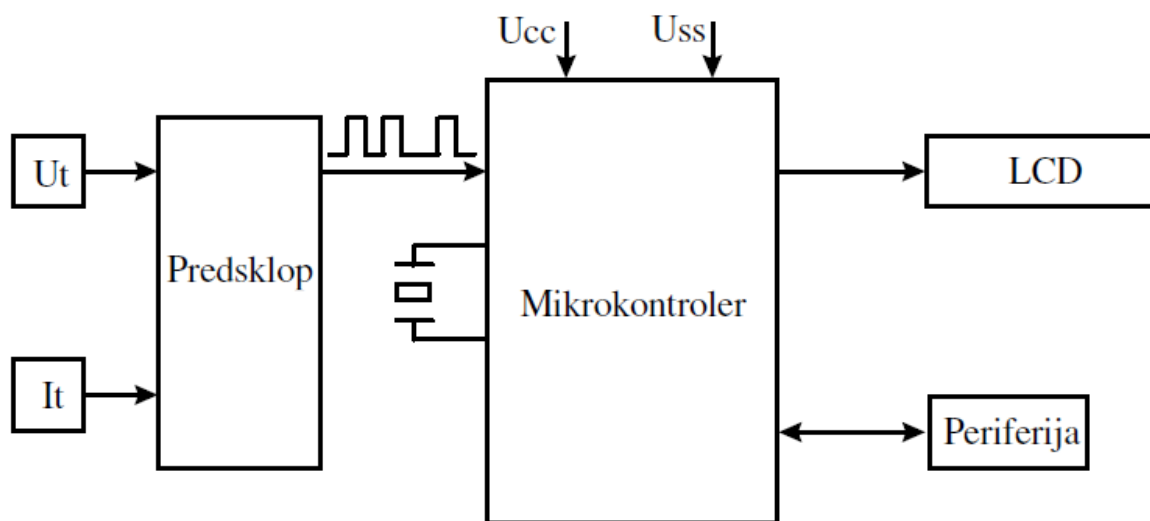 Ucc
Uss
Ut
LCD
Predsklop
Mikrokontroler
It
Periferija